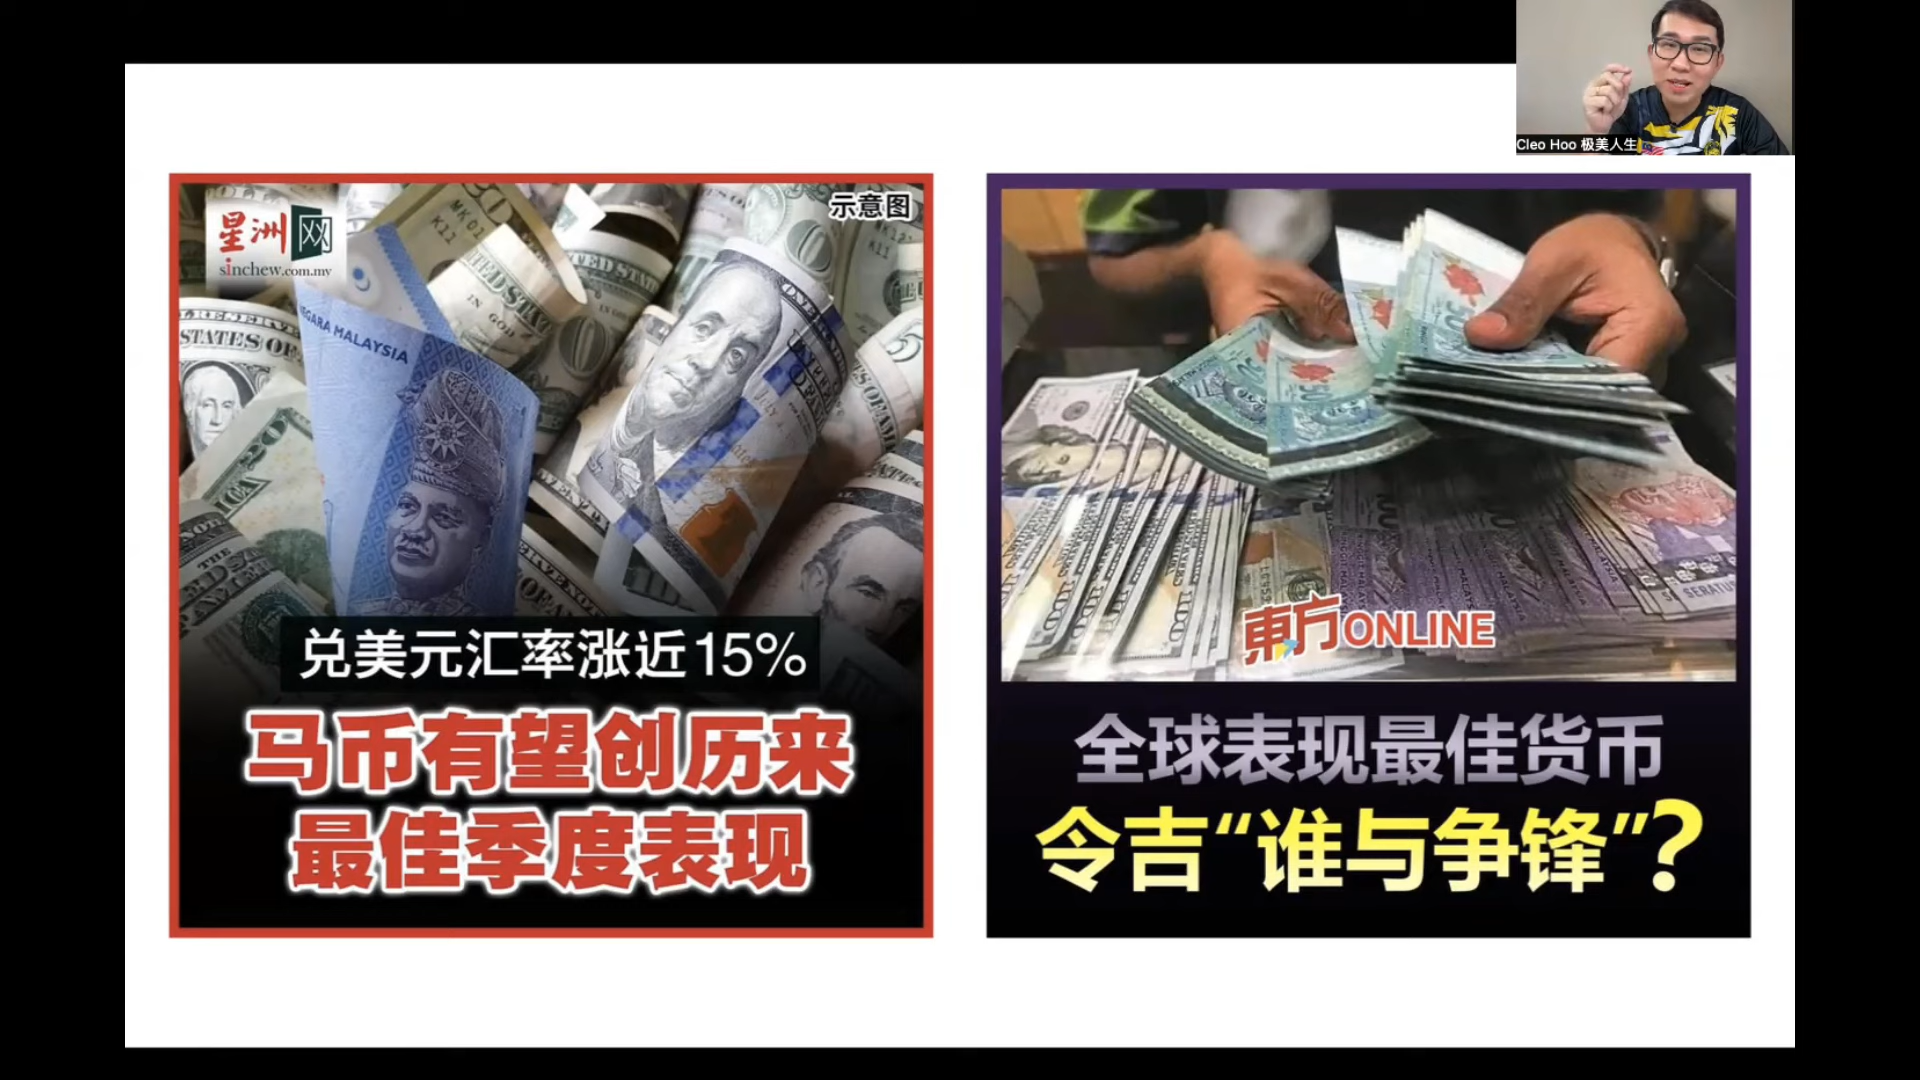 Cleo Hoo 极美人生
星洲网
sinchew.com.my
示意图
NEGARA MALAYSIA
兑美元汇率涨近15%
马币有望创历来
最佳季度表现
東方ONLINE
全球表现最佳货币
令吉“谁与争锋”?